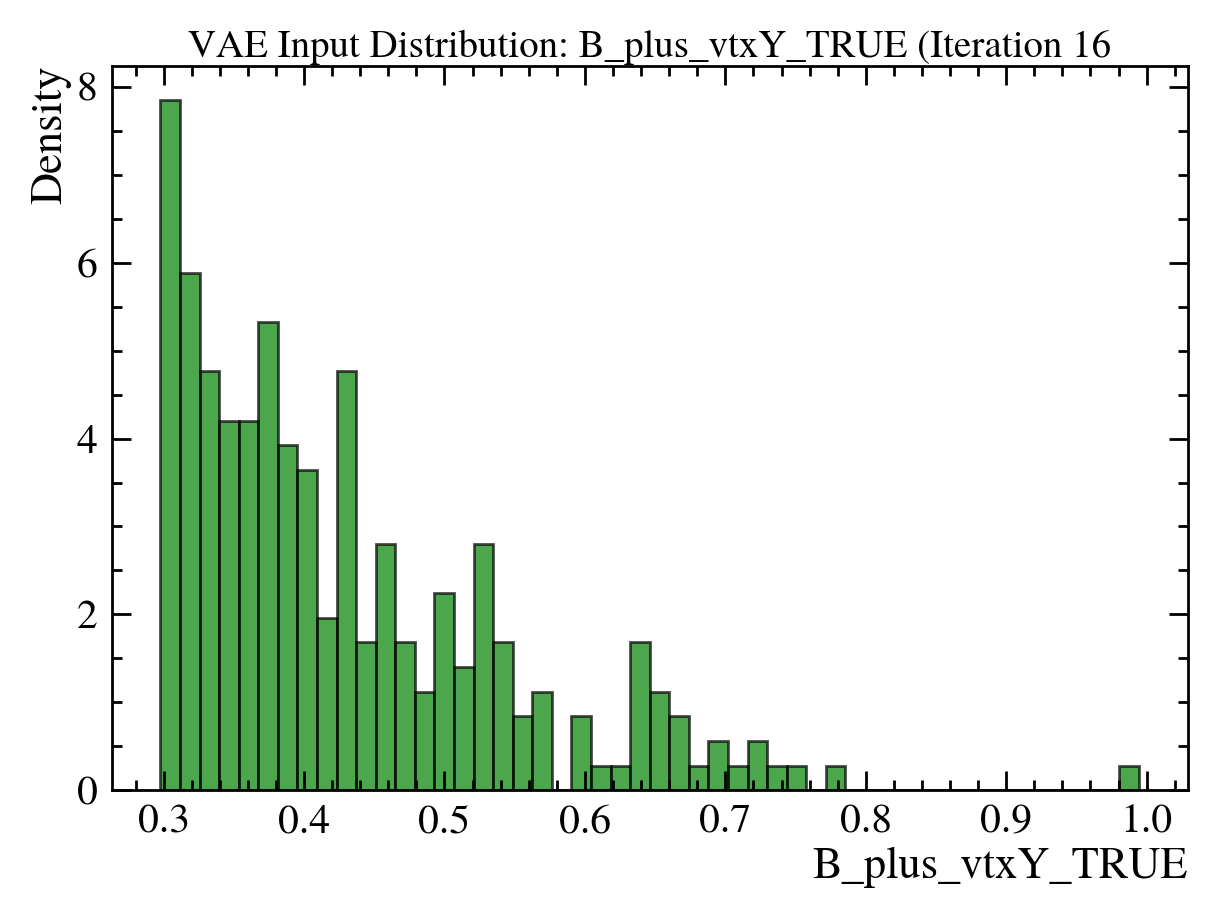 VAE Input Distribution: B_plus_vtxY_TRUE (Iteration 16
Density
8
6
4
2
0
0.3 0.4 0.5 0.6 0.7 0.8 0.9 1.0
B_plus_vtxY_TRUE